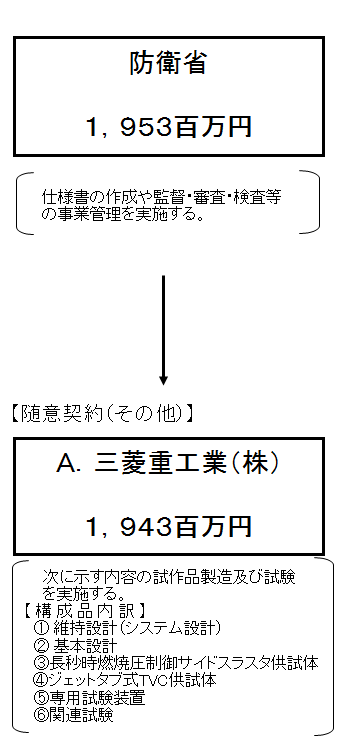 防衛省
１，９５３百万円
仕様書の作成や監督・審査・検査等
の事業管理を実施する。
【随意契約（その他）】
Ａ．三菱重工業（株）
１，９４３百万円
次に示す内容の試作品製造及び試験
を実施する。
【構成品内訳】
①維持設計（システム設計）
②基本設計
③長秒時燃焼圧制御サイドスラスタ供試体
④ジェットタブ式TVC供試体
⑤専用試験装置
⑥関連試験